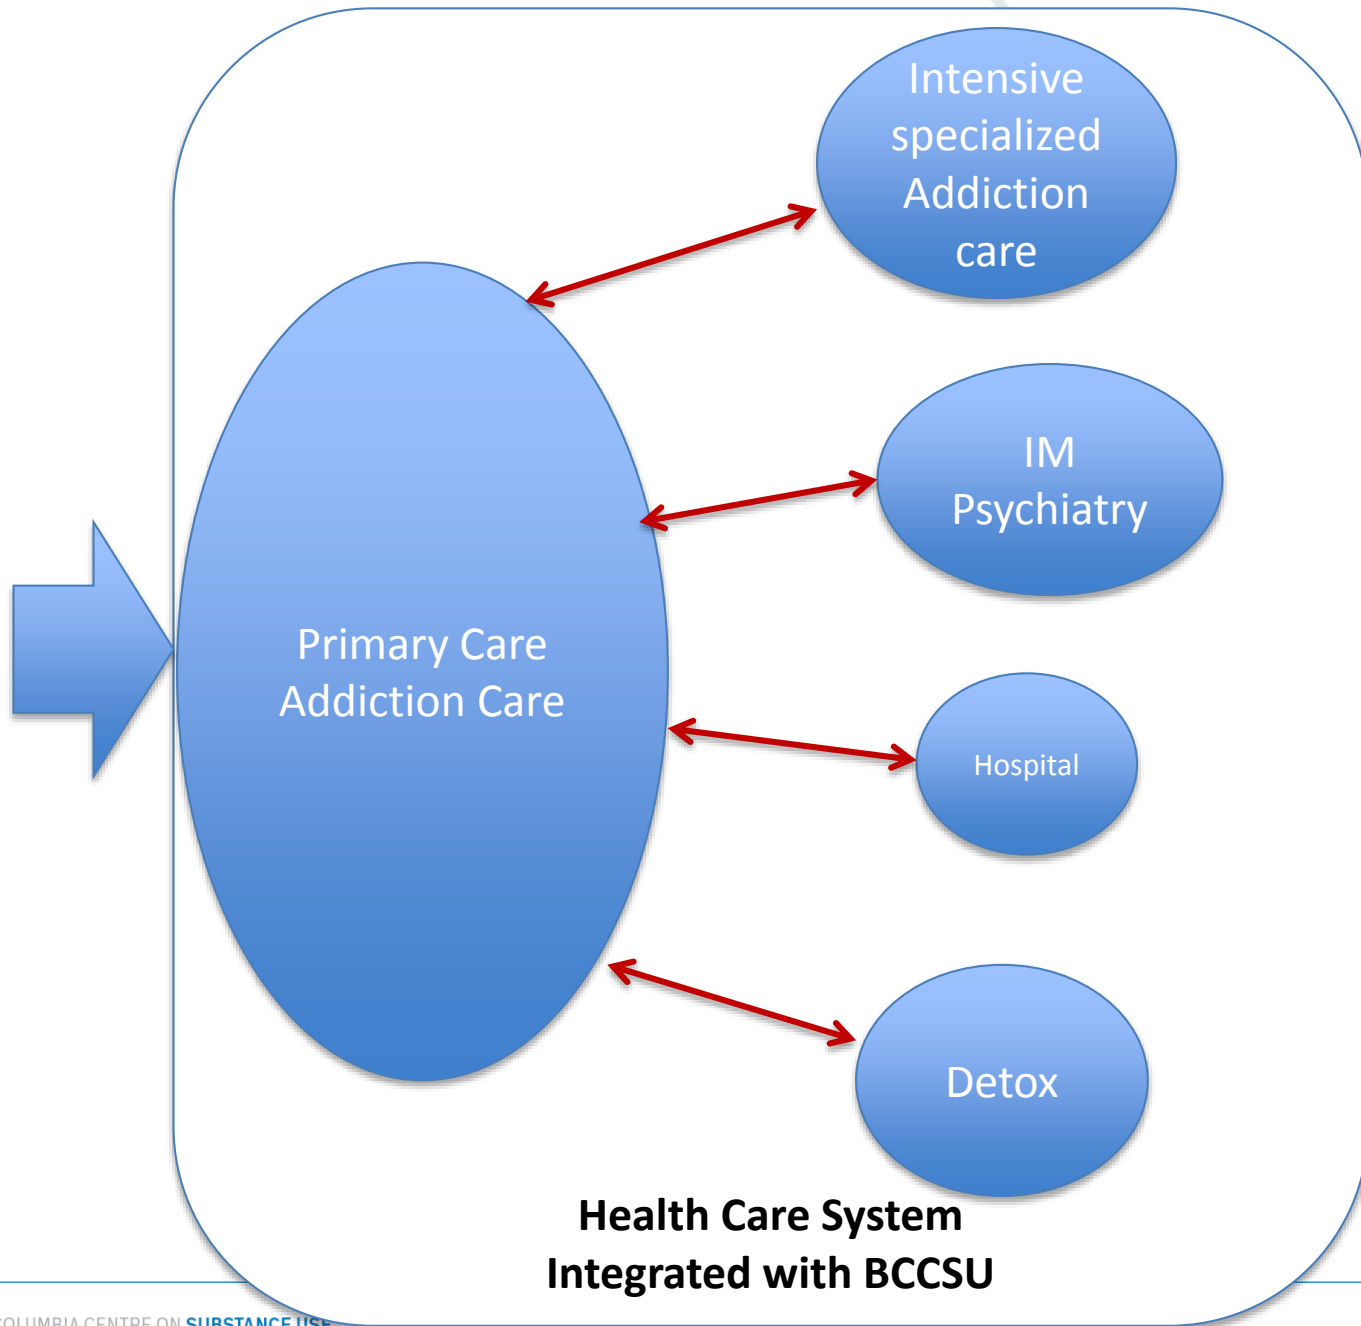 Intensive
specialized
Addiction
care
IM
Psychiatry
Primary Care
Addiction Care
Hospital
Detox
Health Care System
Integrated with BCCSU
COLUMBIA CENTRE ON SUBSTANCE USE